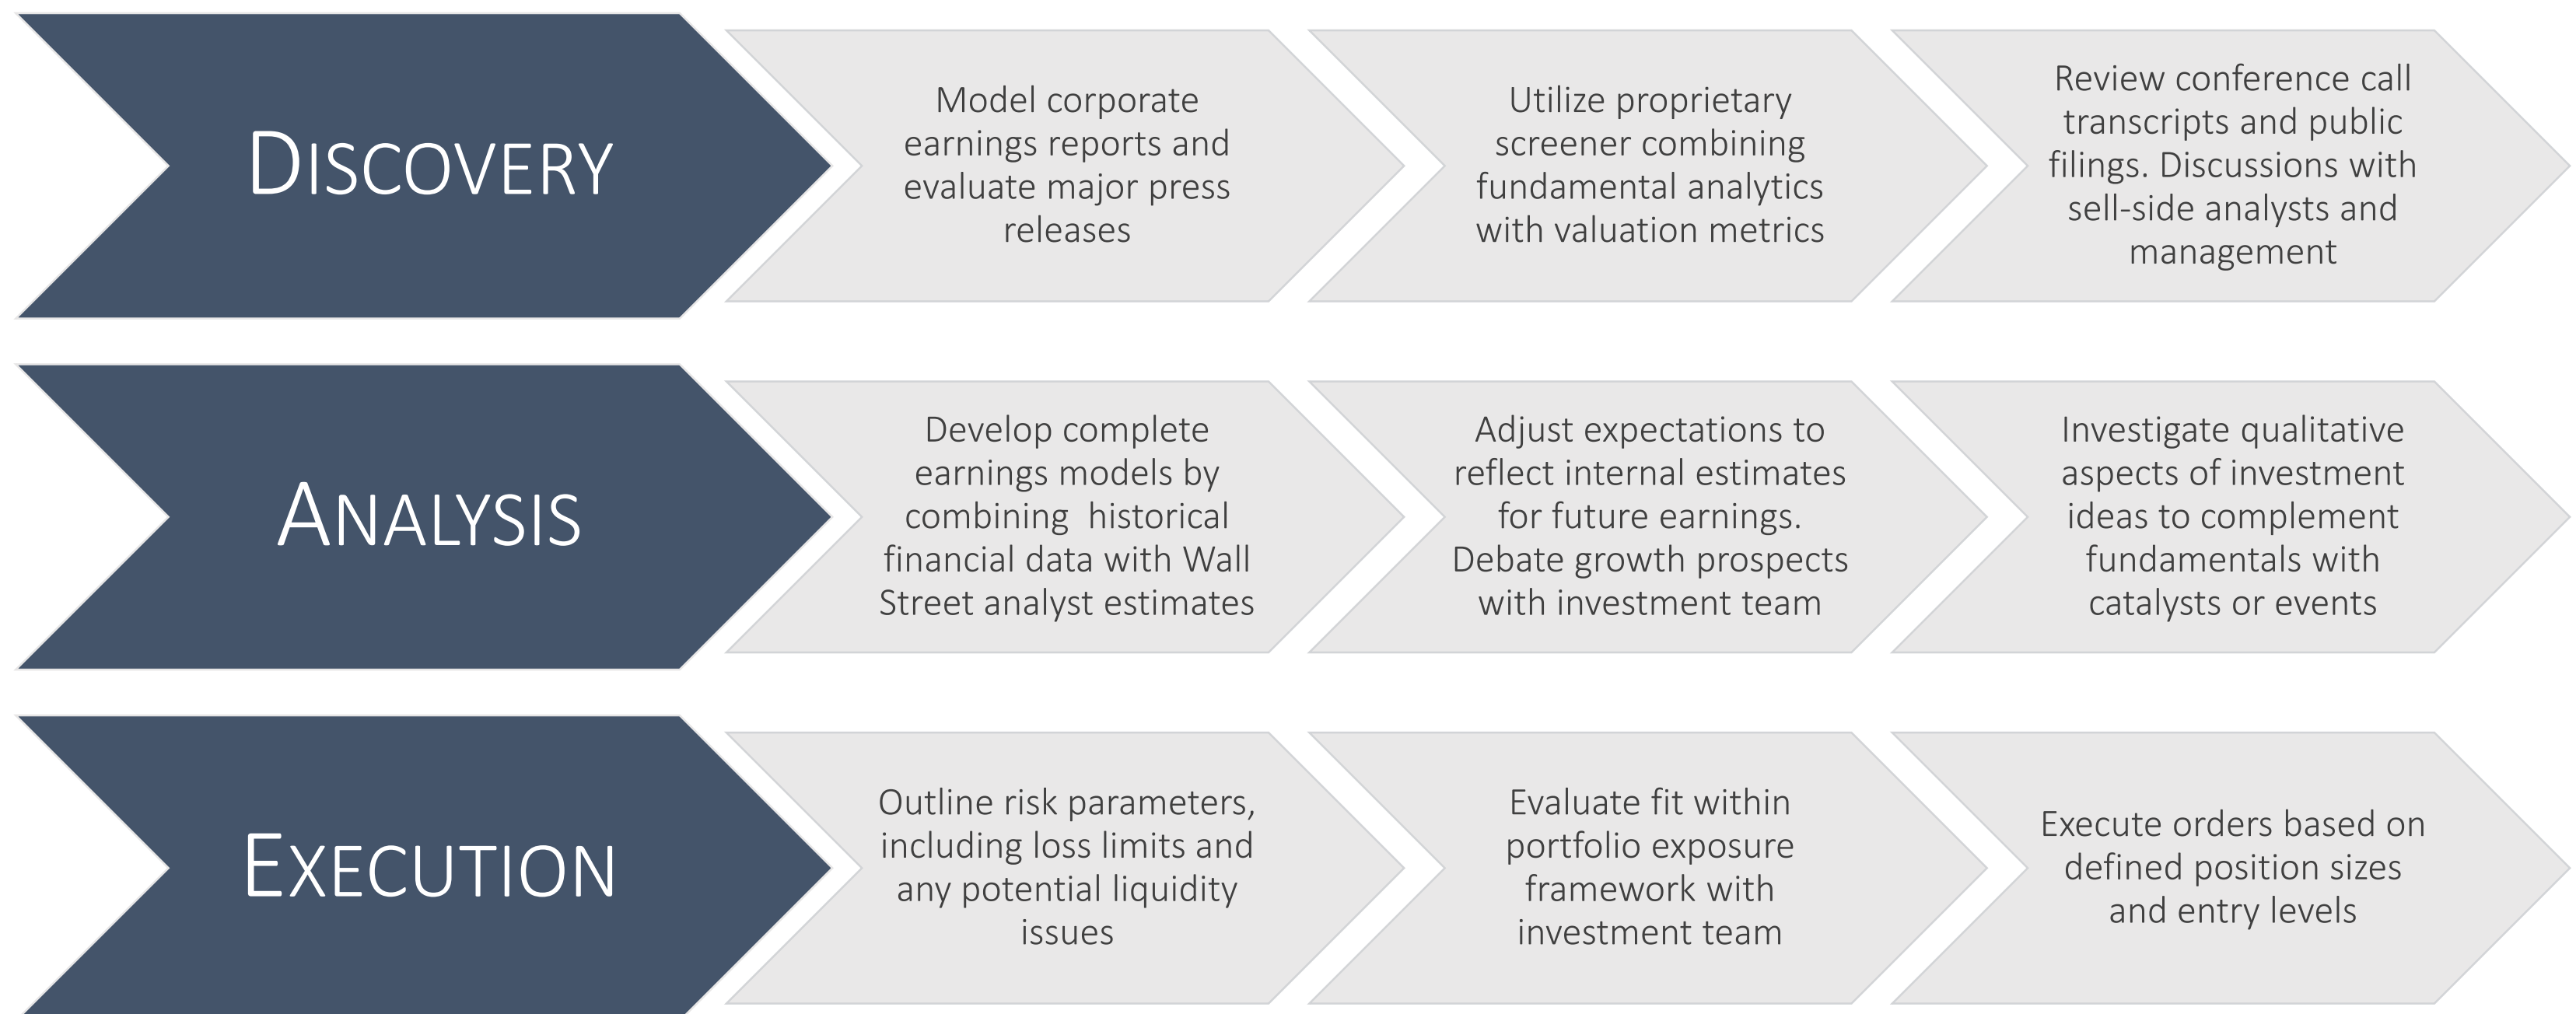 DISCOVERY
Model corporate
earnings reports and
evaluate major press
releases
Utilize proprietary
screener combining
fundamental analytics
with valuation metrics
Review conference call
transcripts and public
filings. Discussions with
sell-side analysts and
management
ANALYSIS
Develop complete
earnings models by
combining  historical
financial data with Wall
Street analyst estimates
Adjust expectations to
reflect internal estimates
for future earnings.
Debate growth prospects
with investment team
Investigate qualitative
aspects of investment
ideas to complement
fundamentals with
catalysts or events
EXECUTION
Outline risk parameters,
including loss limits and
any potential liquidity
issues
Evaluate fit within
portfolio exposure
framework with
investment team
Execute orders based on
defined position sizes
and entry levels